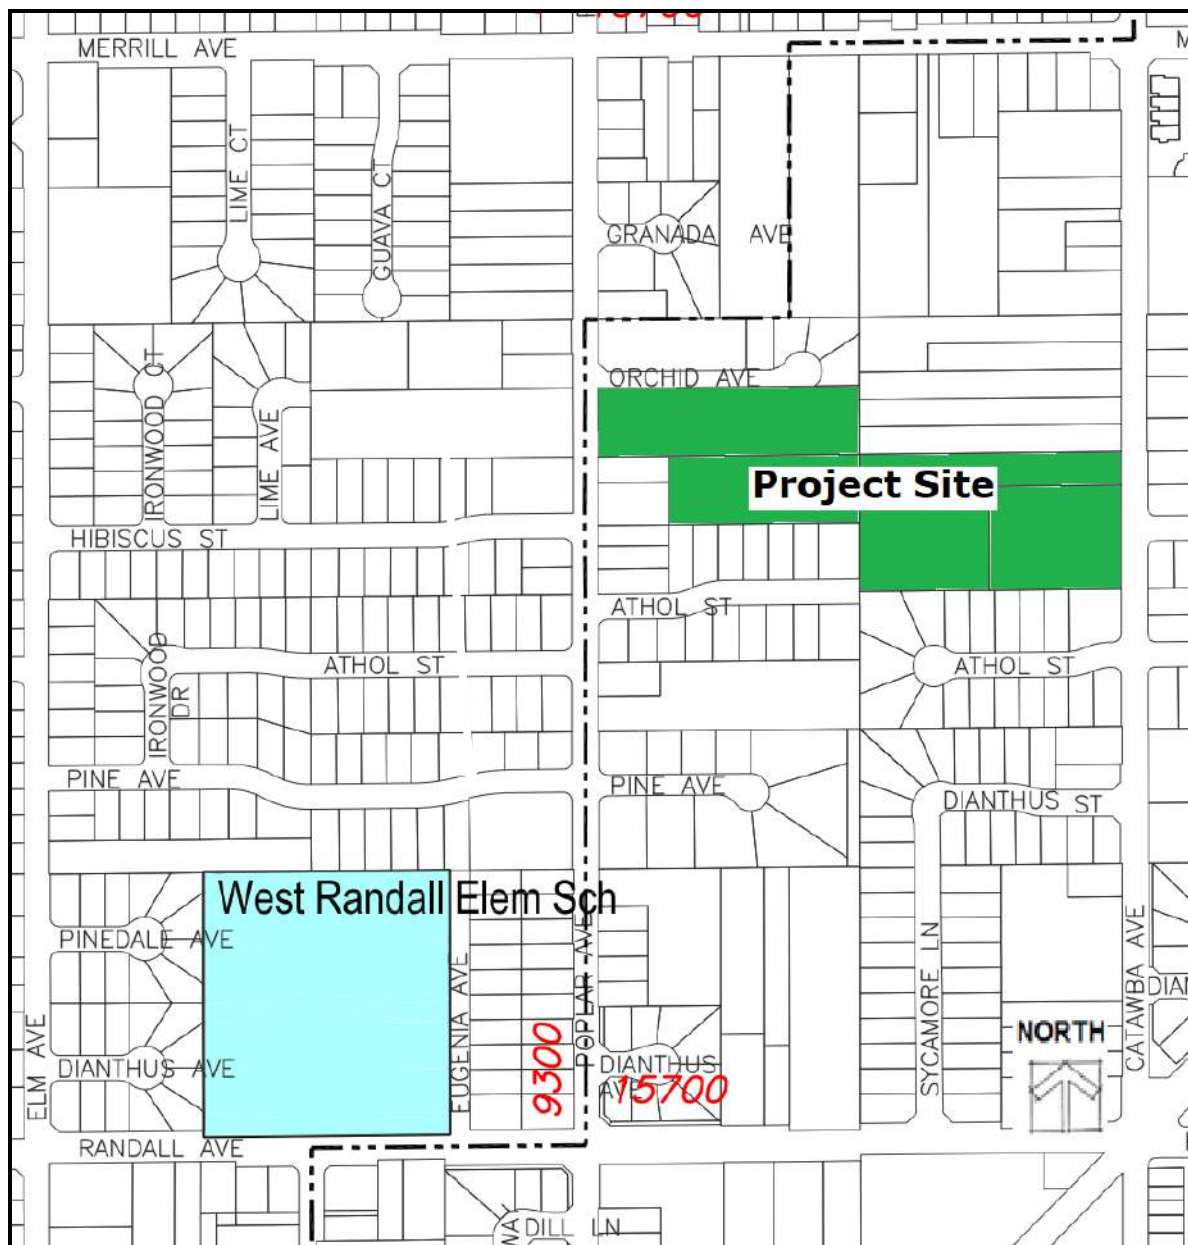 MERRILL AVE
LIME CT
GUAVA CT
GRANADA AVE
IRONWOOD CT
LIME AVE
ORCHID AVE
Project Site
HIBISCUS ST
ATHOL ST
IRONWOOD DR
ATHOL ST
ATHOL ST
PINE AVE
PINE AVE
DIANTHUS ST
West Randall Elem Sch
PINEDALE AVE
EUGENIA AVE
POPLAR AVE
SYCAMORE LN
CATAWBA AVE
NORTH
ELM AVE
DIANTHUS AVE
9300
DIANTHUS
AVE
15700
RANDALL AVE
DILL LN